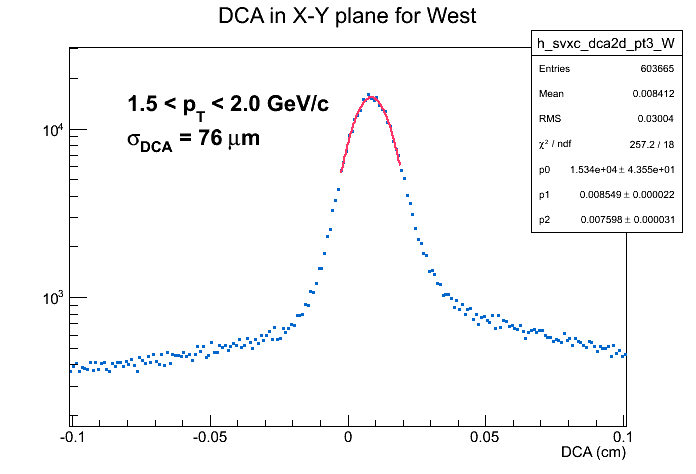 DCA in X-Y plane for West
h_svxc_dca2d_pt3_W
Entries 603665
Mean 0.008412
RMS 0.03004
χ² / ndf 257.2 / 18
p0 1.534e+04 ± 4.355e+01
p1 0.008549 ± 0.000022
p2 0.007598 ± 0.000031
1.5 < p_T < 2.0 GeV/c
σ_DCA = 76 μm
10⁴
10³
-0.1 -0.05 0 0.05 0.1
DCA (cm)